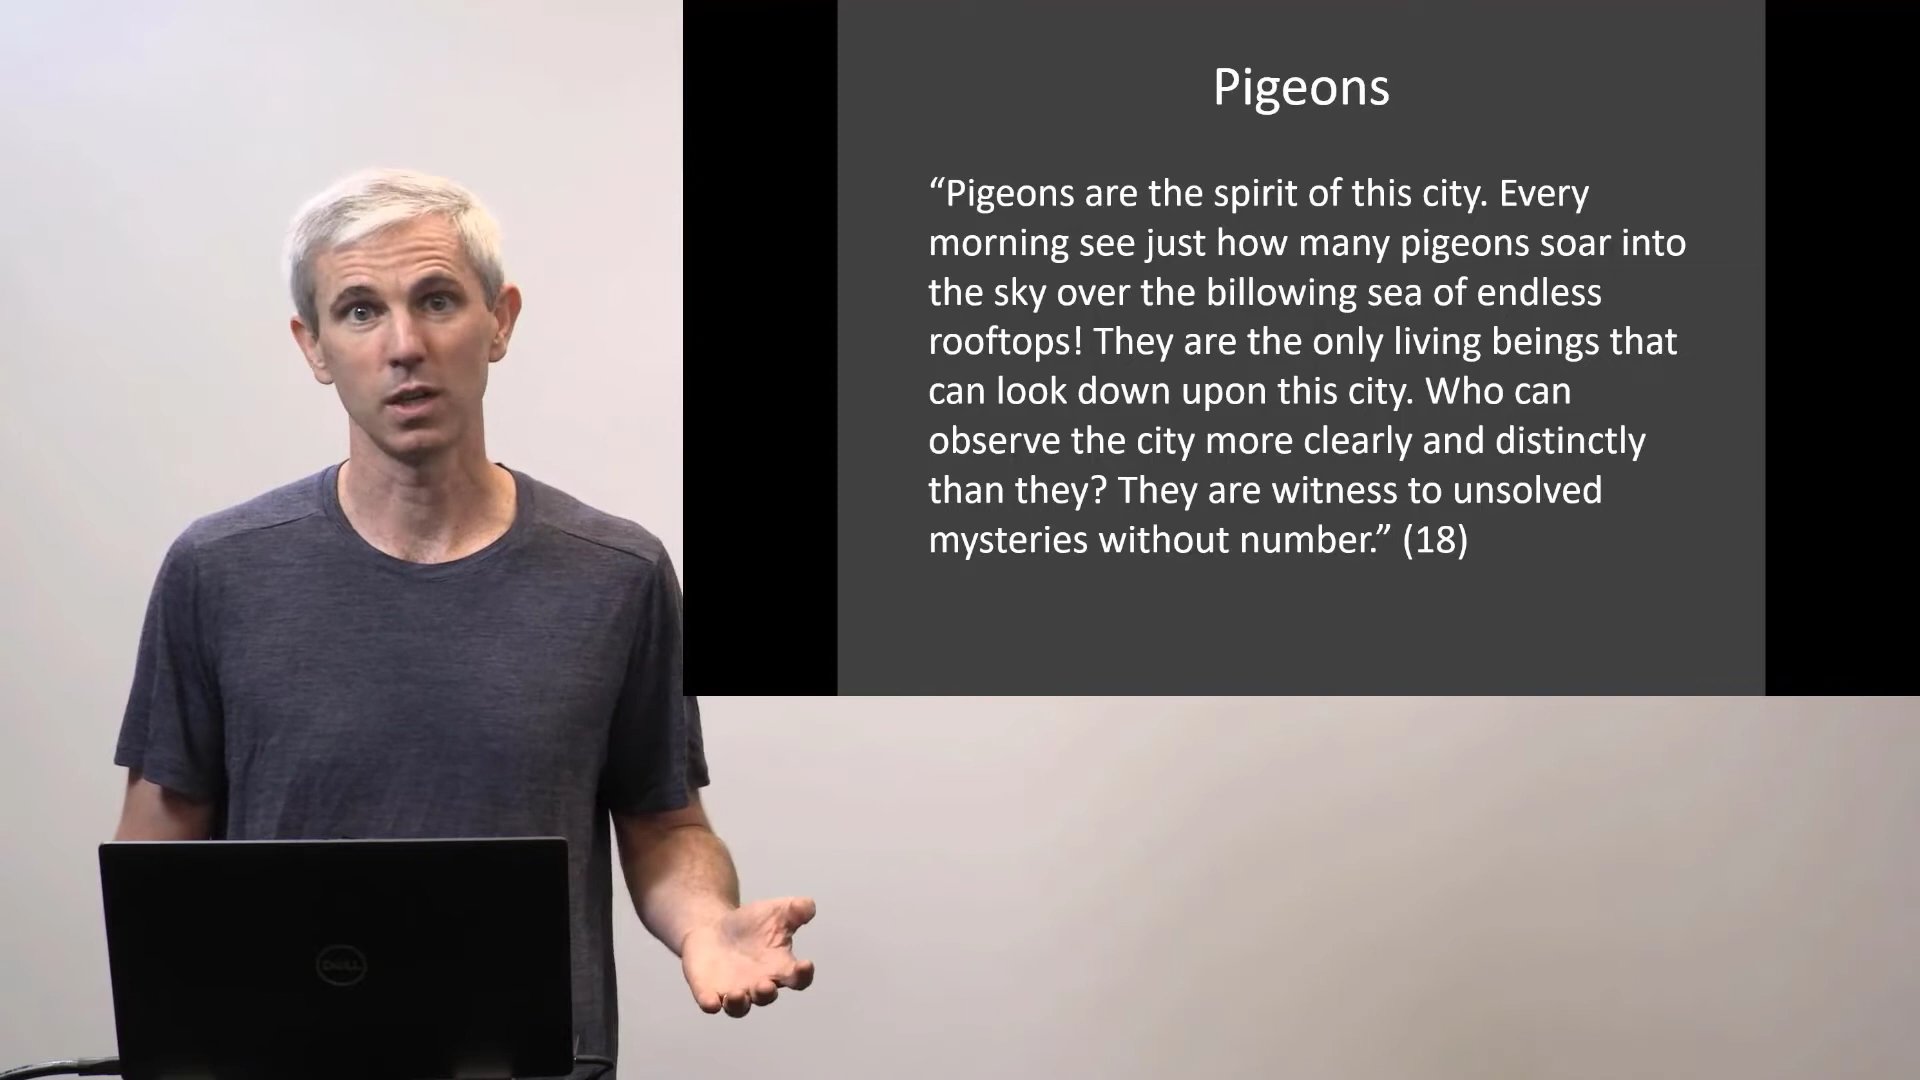 Pigeons
“Pigeons are the spirit of this city. Every
morning see just how many pigeons soar into
the sky over the billowing sea of endless
rooftops! They are the only living beings that
can look down upon this city. Who can
observe the city more clearly and distinctly
than they? They are witness to unsolved
mysteries without number.” (18)
DELL